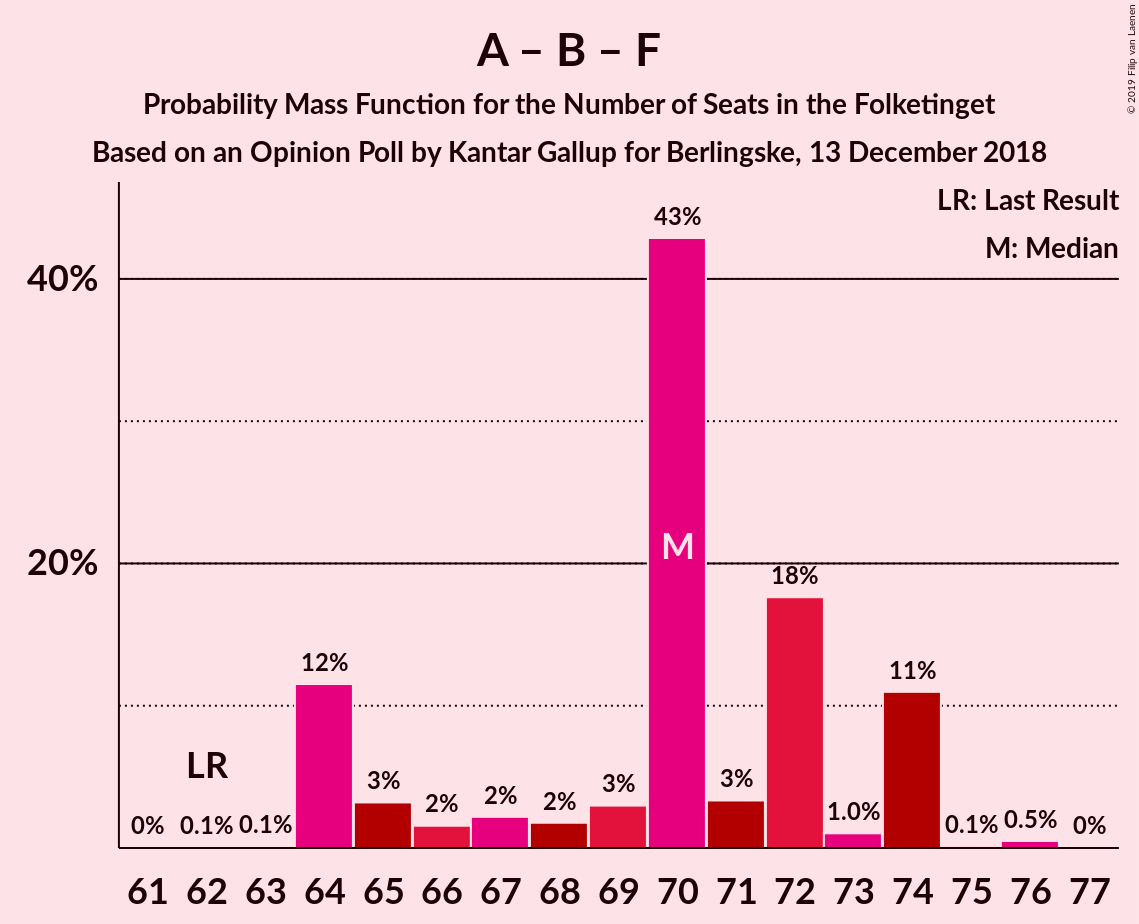 A – B – F
Probability Mass Function for the Number of Seats in the Folketinget
Based on an Opinion Poll by Kantar Gallup for Berlingske, 13 December 2018
© 2019 Filip van Laenen
LR: Last Result
M: Median
40%
20%
0%
0.1%
0.1%
12%
3%
2%
2%
2%
3%
43%
3%
18%
1.0%
11%
0.1%
0.5%
0%
LR
M
61 62 63 64 65 66 67 68 69 70 71 72 73 74 75 76 77